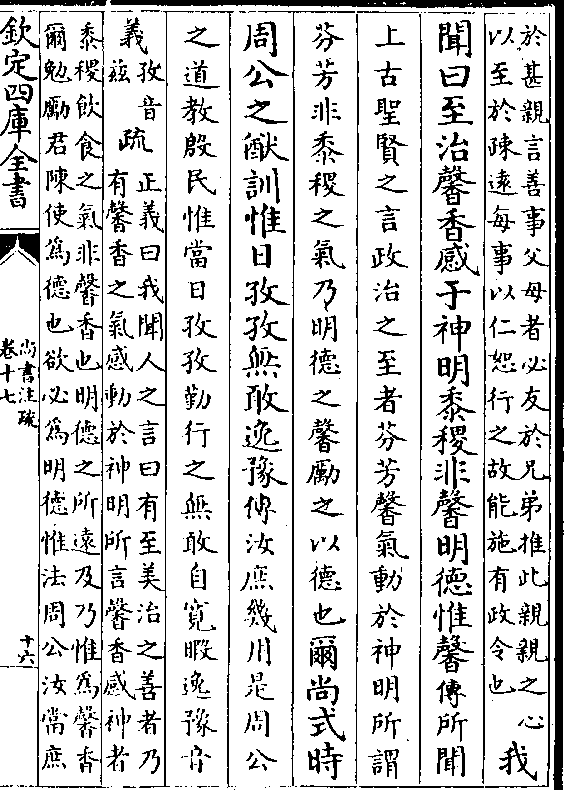 於甚親言善事父母者必友於兄弟推此親親之心
以至於疎遠每事以仁恕行之故能施有政令也
我
聞曰至治馨香感于神明黍稷非馨明德惟馨傳所聞
上古聖賢之言政治之至者芬芳馨氣動於神明所謂
芬芳非黍稷之氣乃明德之馨勵之以德也爾尚式時
周公之猷訓惟日孜孜無敢逸豫傳汝庶幾用是周公
之道教殷民惟當日孜孜勤行之無敢自寛暇逸豫音
義孜音
兹
疏
正義曰我聞人之言曰有至美治之善者乃
有馨香之氣感動於神明所言馨香感神者
黍稷飲食之氣非馨香也明德之所遠及乃惟為馨香
爾勉勵君陳使為德也欲必為明德惟法周公汝當庶
欽定四庫全書
尚書注疏
卷十七
十六